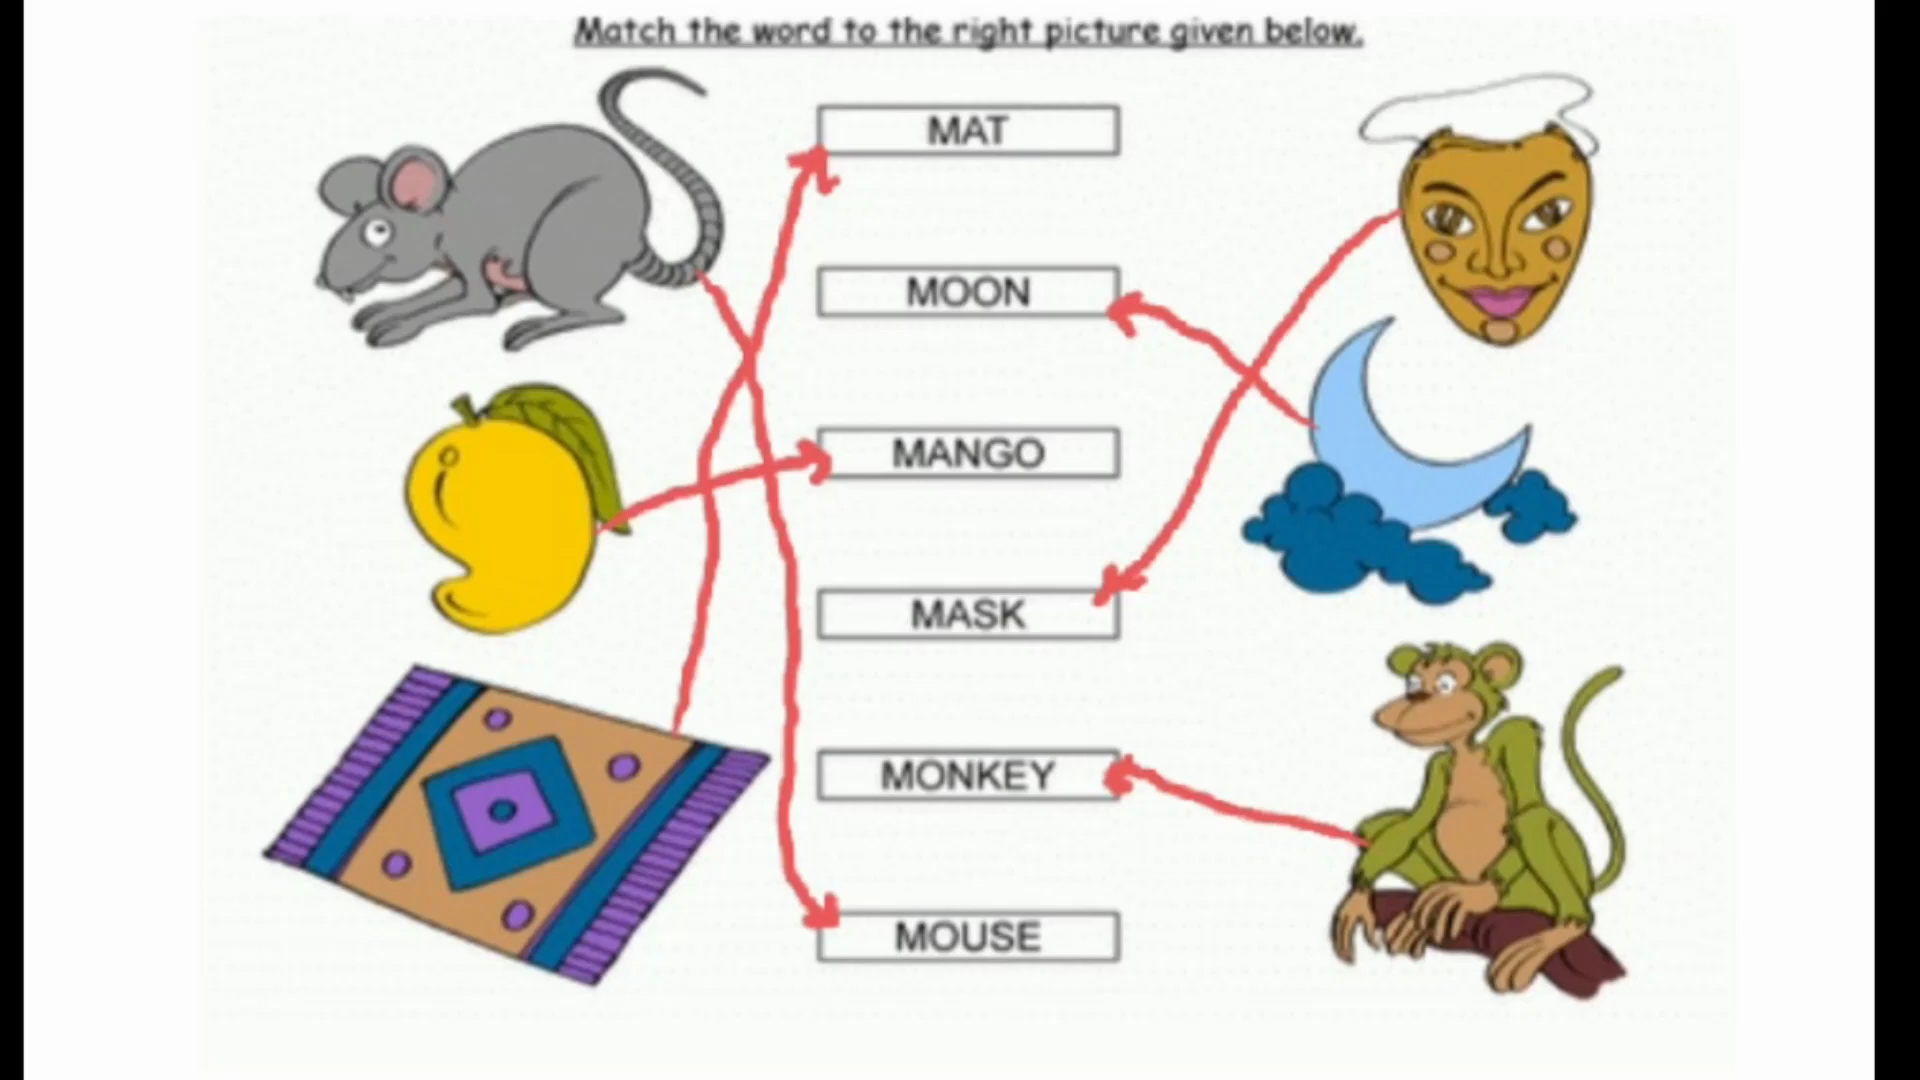 Match the word to the right picture given below.
MAT
MOON
MANGO
MASK
MONKEY
MOUSE